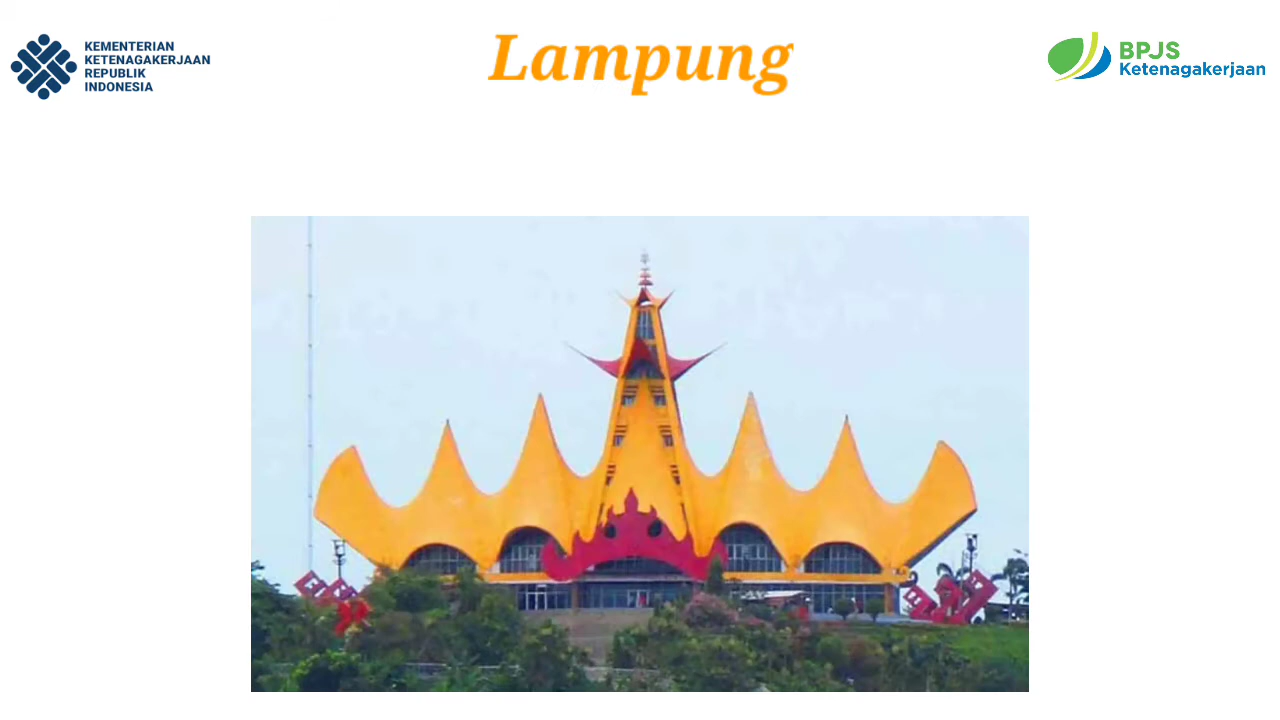 KEMENTERIAN
KETENAGAKERJAAN
REPUBLIK
INDONESIA
Lampung
BPJS
Ketenagakerjaan